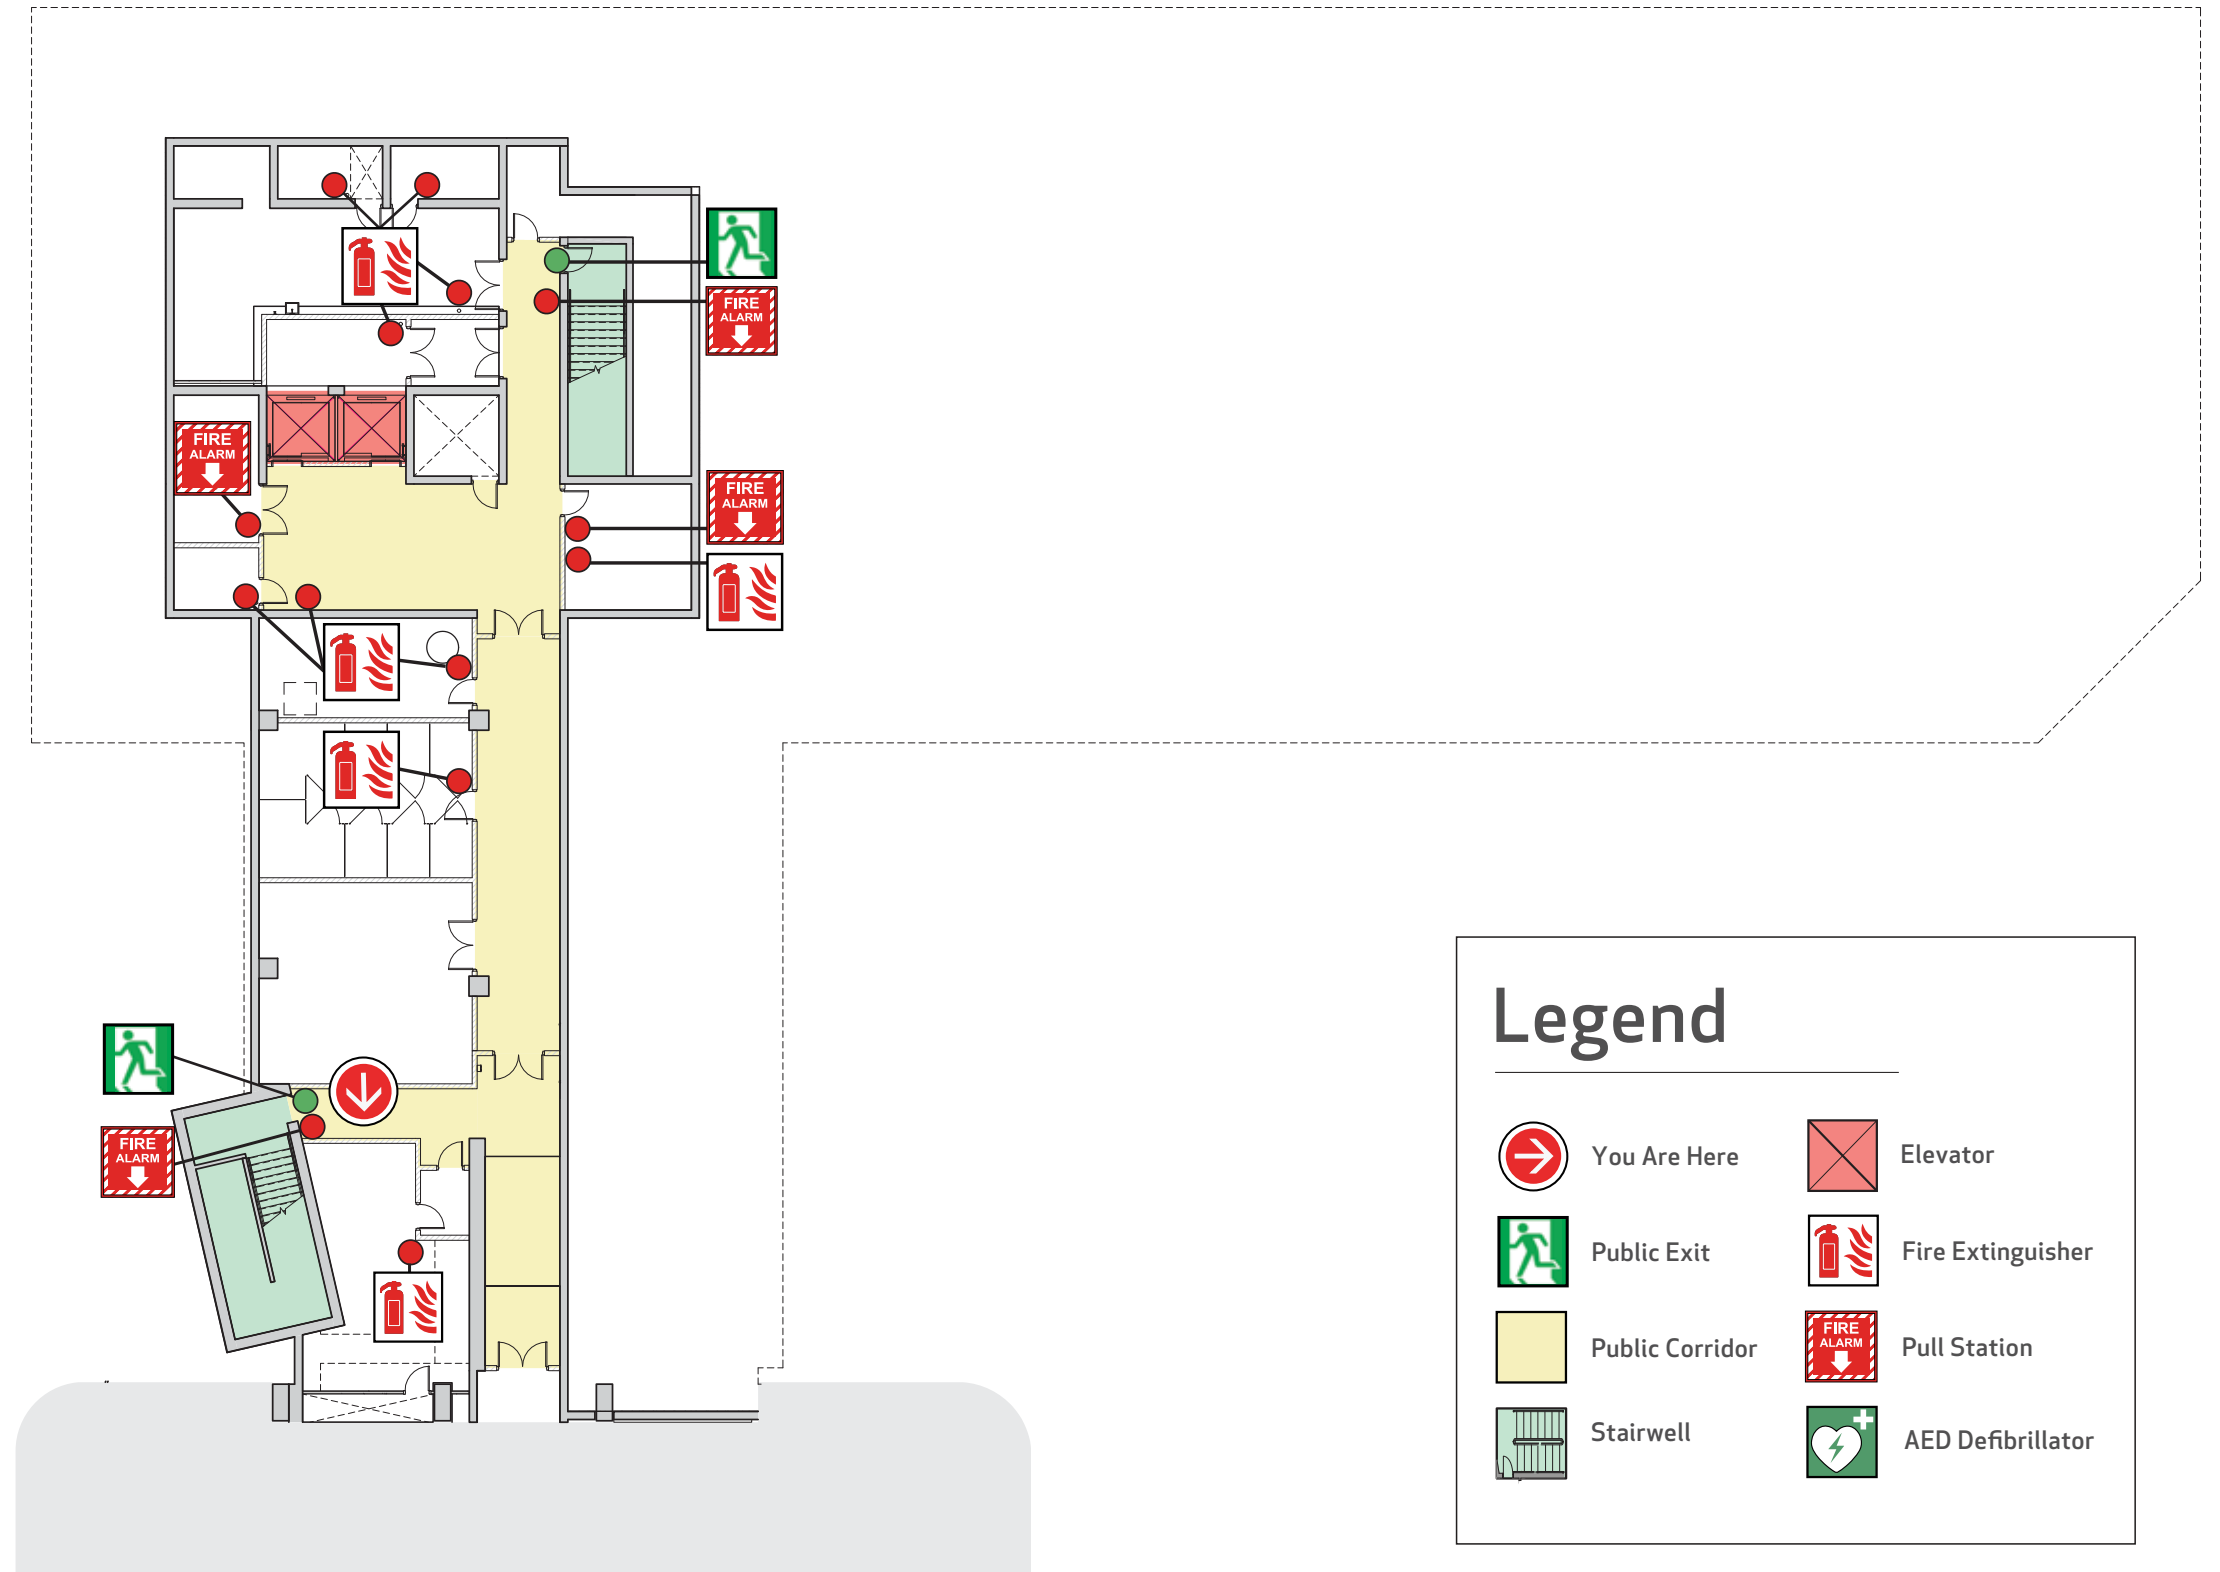 FIRE
ALARM
FIRE
ALARM
FIRE
ALARM
FIRE
ALARM
Legend
You Are Here
Elevator
Public Exit
Fire Extinguisher
Public Corridor
FIRE
ALARM
Pull Station
Stairwell
AED Defibrillator